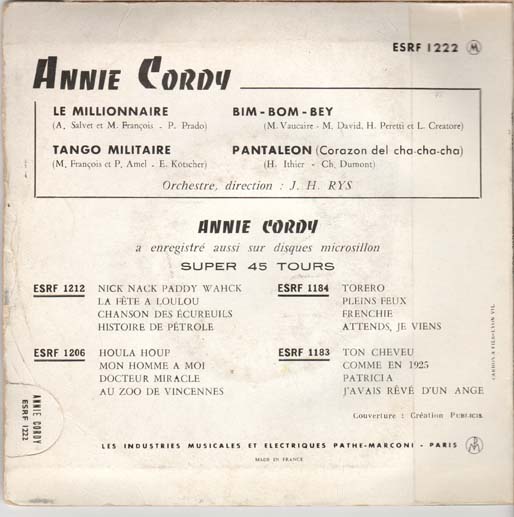 ESRF 1222 M
ANNIE CORDY
LE MILLIONNAIRE
(A. Salvet et M. François - P. Prado)
BIM - BOM - BEY
(M. Vaucaire - M. David, H. Peretti et L. Creatore)
TANGO MILITAIRE
(M. François et P. Amel - E. Kötscher)
PANTALEON (Corazon del cha-cha-cha)
(H. Ithier - Ch. Dumont)
Orchestre, direction : J. H. RYS
ANNIE CORDY
a enregistré aussi sur disques microsillon
SUPER 45 TOURS
ESRF 1212 NICK NACK PADDY WAHCK
LA FÊTE A LOULOU
CHANSON DES ÉCUREUILS
HISTOIRE DE PÉTROLE
ESRF 1184 TORERO
PLEINS FEUX
FRENCHIE
ATTENDS, JE VIENS
ESRF 1206 HOULA HOUP
MON HOMME A MOI
DOCTEUR MIRACLE
AU ZOO DE VINCENNES
ESRF 1183 TON CHEVEU
COMME EN 1925
PATRICIA
J'AVAIS RÊVÉ D'UN ANGE
Couverture : Création PUBLICIS.
ANNIE CORDY
ESRF 1222
LES INDUSTRIES MUSICALES ET ELECTRIQUES PATHE-MARCONI - PARIS
MADE IN FRANCE